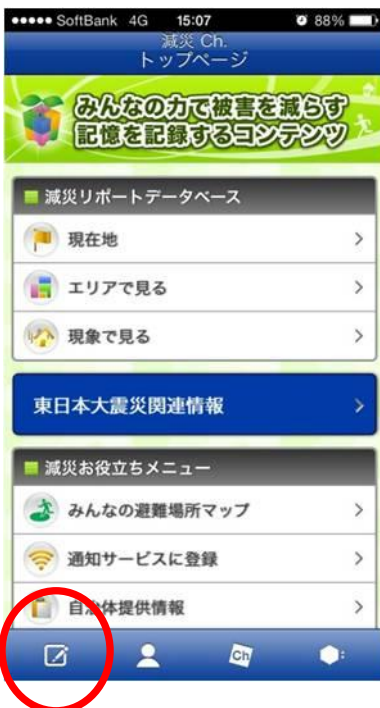 SoftBank 4G 15:07 88%
減災 Ch.
トップページ
みんなの力で被害を減らす
記憶を記録するコンテンツ
減災リポートデータベース
現在地
エリアで見る
現象で見る
東日本大震災関連情報
減災お役立ちメニュー
みんなの避難場所マップ
通知サービスに登録
自治体提供情報
Ch